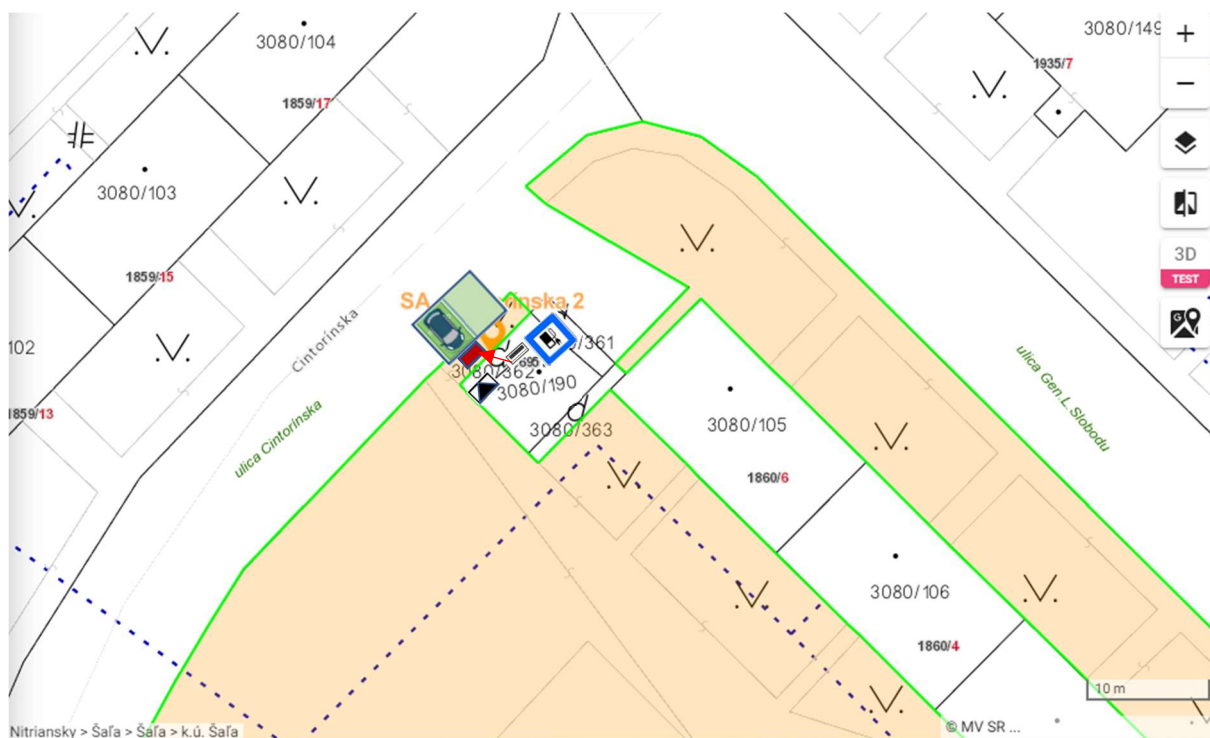 3080/104
3080/149
+
1935/7
−
1859/17
3080/103
3D
TEST
1859/15
SA
inska 2
/361
Cintorínska
102
695
3080/362
3080/190
ulica Gen.L.Slobodu
1859/13
3080/105
ulica Cintorínska
3080/363
1860/6
3080/106
1860/4
10 m
Nitriansky > Šaľa > Šaľa > k.ú. Šaľa
© MV SR ...